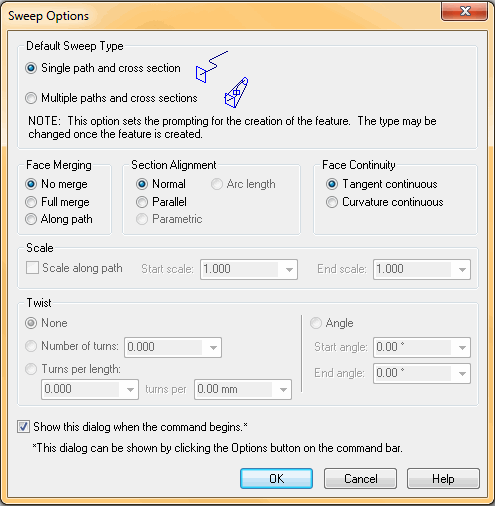 Sweep Options
Default Sweep Type
Single path and cross section
Multiple paths and cross sections
NOTE: This option sets the prompting for the creation of the feature. The type may be
changed once the feature is created.
Face Merging
No merge
Full merge
Along path
Section Alignment
Normal
Arc length
Parallel
Parametric
Face Continuity
Tangent continuous
Curvature continuous
Scale
Scale along path
Start scale: 1.000
End scale: 1.000
Twist
None
Number of turns: 0.000
Turns per length:
0.000 turns per 0.00 mm
Angle
Start angle: 0.00 °
End angle: 0.00 °
Show this dialog when the command begins.*
*This dialog can be shown by clicking the Options button on the command bar.
OK Cancel Help